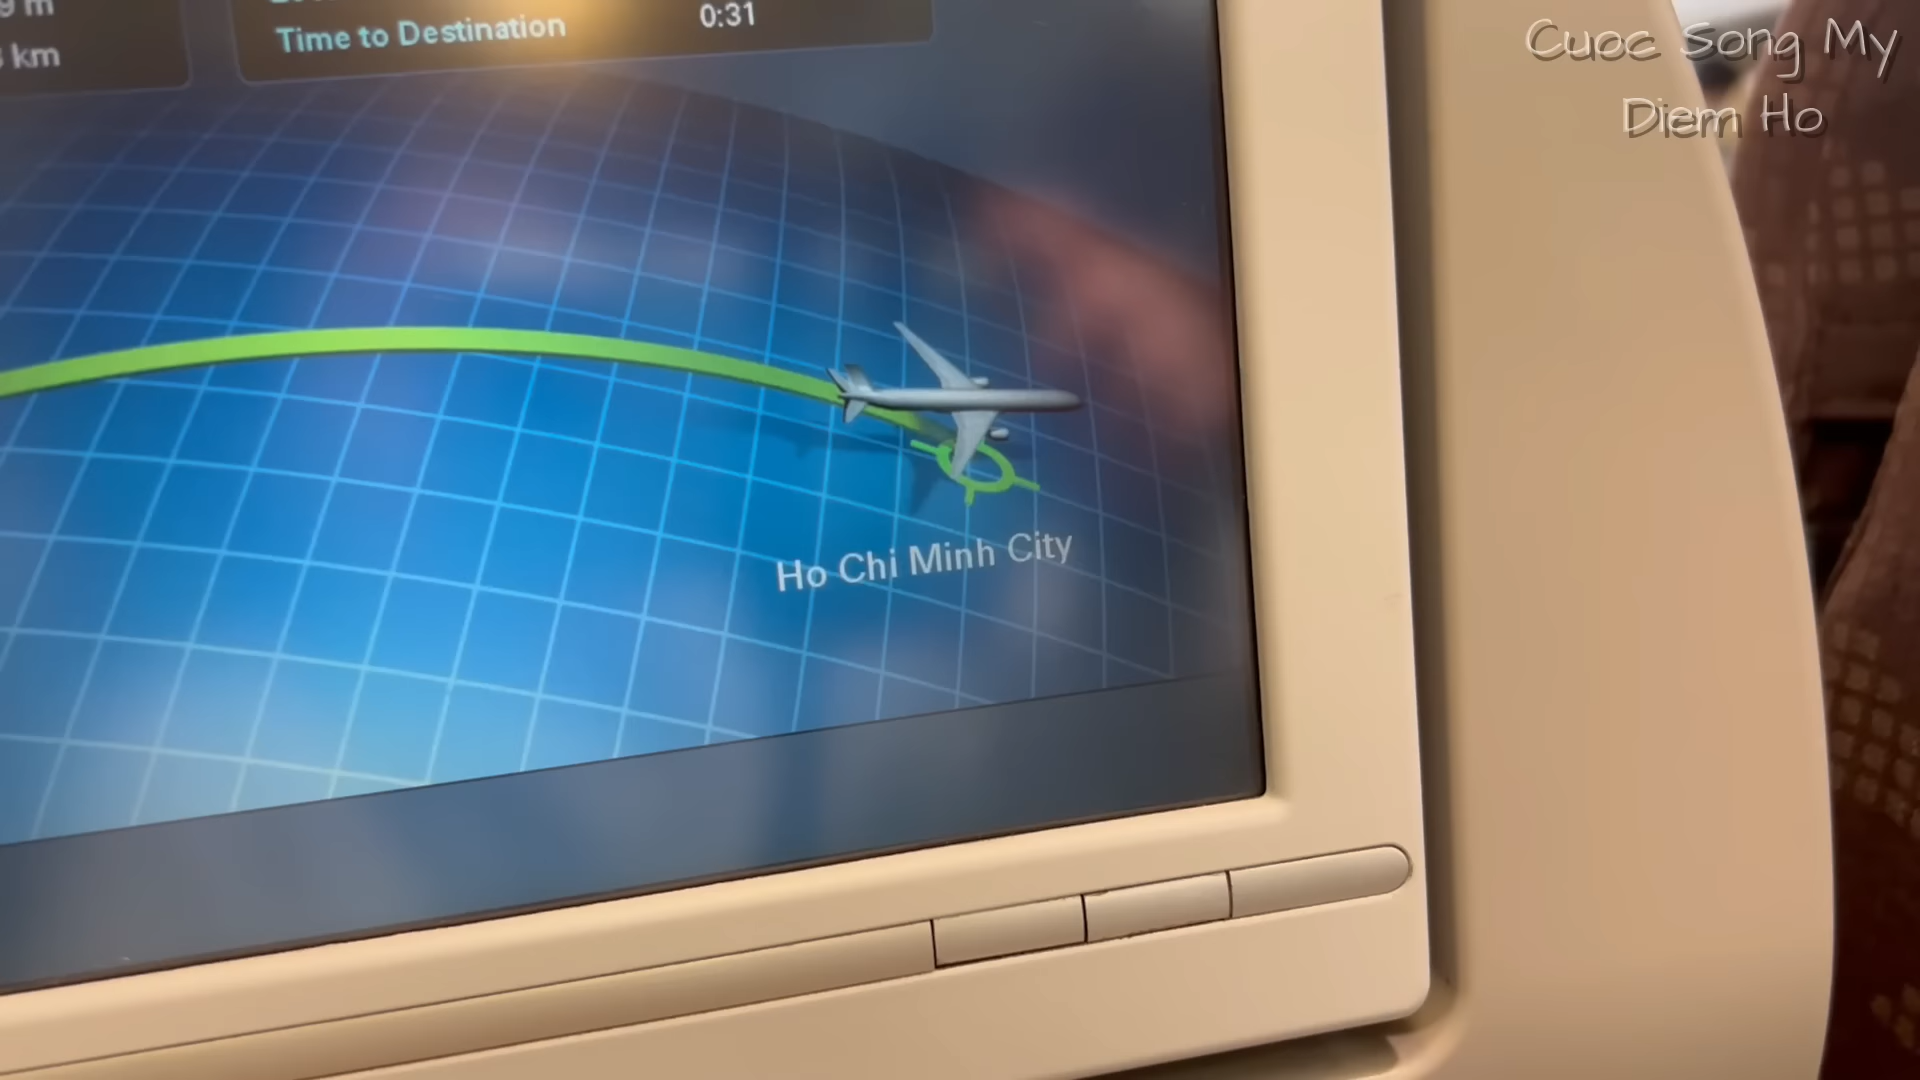 km
Time to Destination 0:31
Ho Chi Minh City
Cuoc Song My
Diem Ho